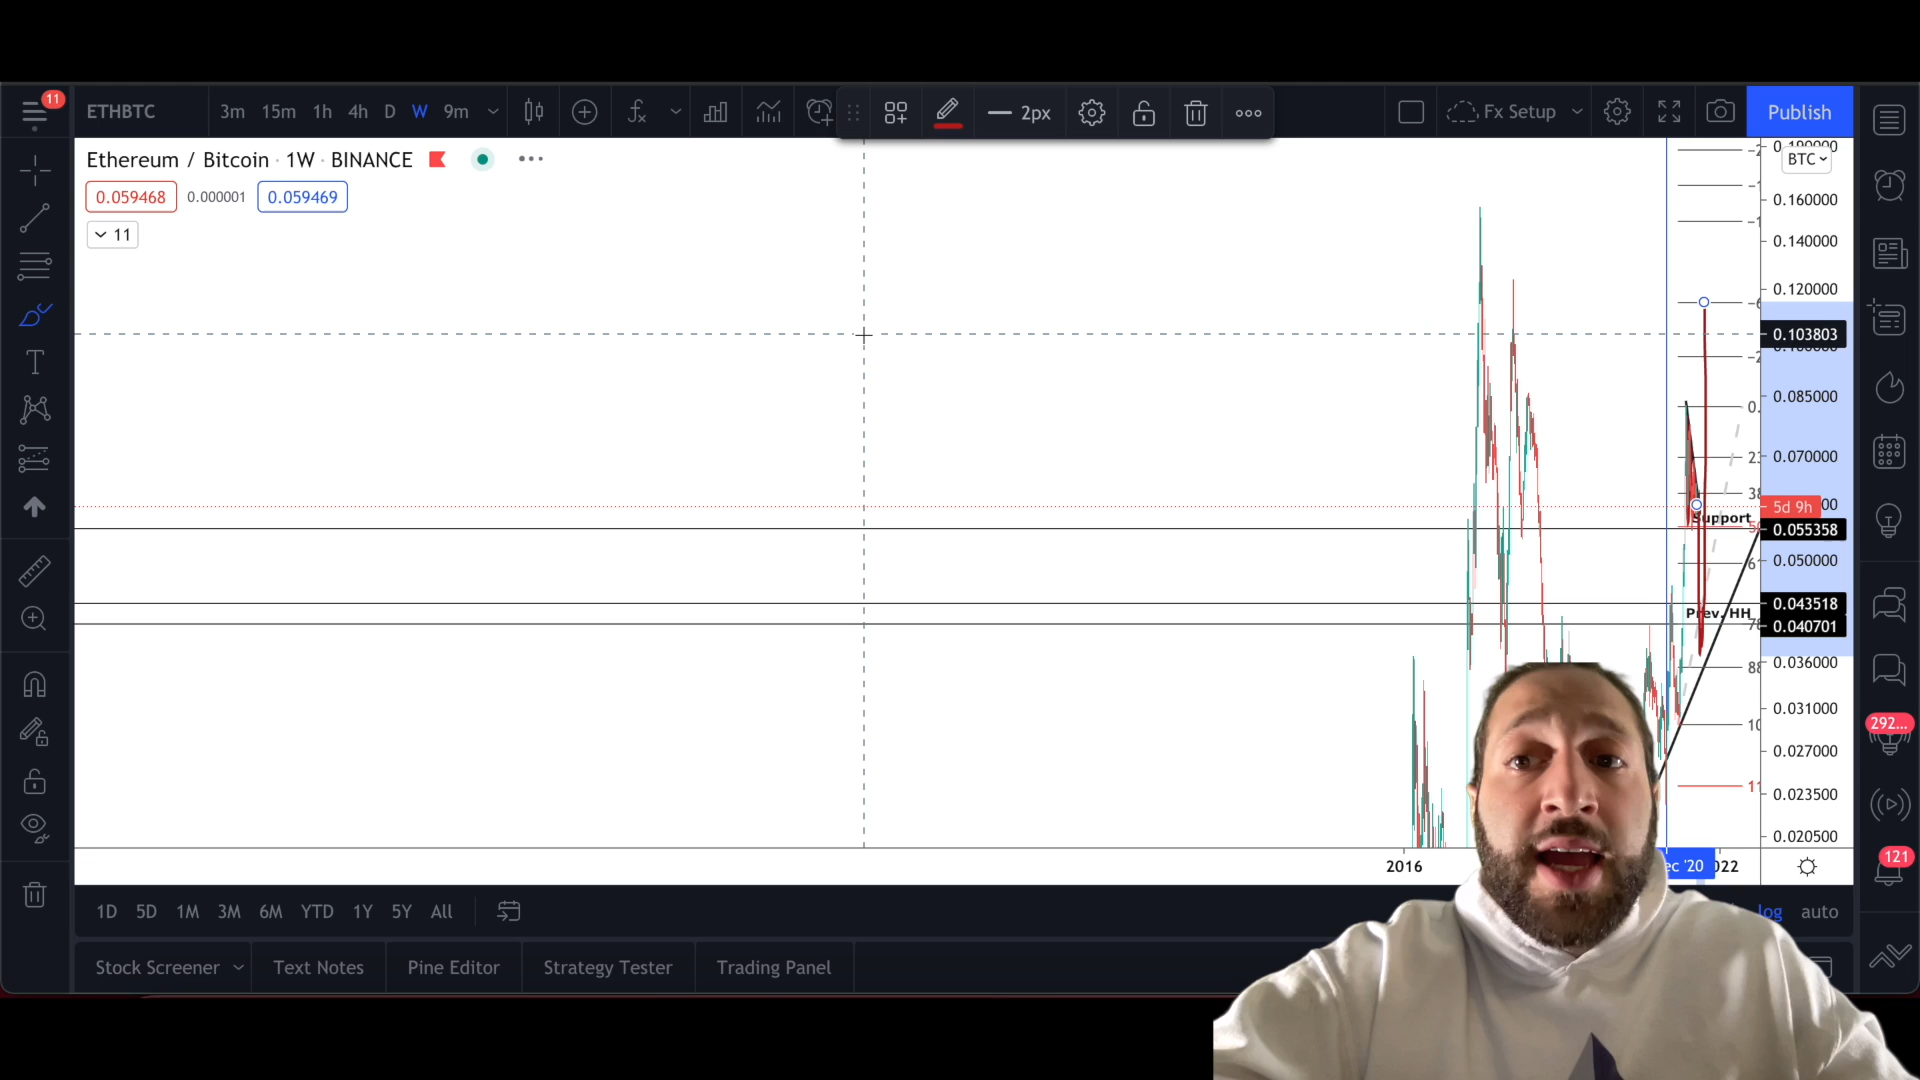 11
ETHBTC
3m 15m 1h 4h D W 9m
2px
Fx Setup
Publish
Ethereum / Bitcoin · 1W · BINANCE
BTC
0.059468 0.000001 0.059469
11
0.160000
0.140000
0.120000
0.103803
0.085000
0.070000
5d 9h
Support
0.055358
0.050000
0.043518
Prev. HH
0.040701
0.036000
0.031000
292...
0.027000
0.023500
0.020500
121
2016
1D 5D 1M 3M 6M YTD 1Y 5Y All
log auto
Stock Screener Text Notes Pine Editor Strategy Tester Trading Panel